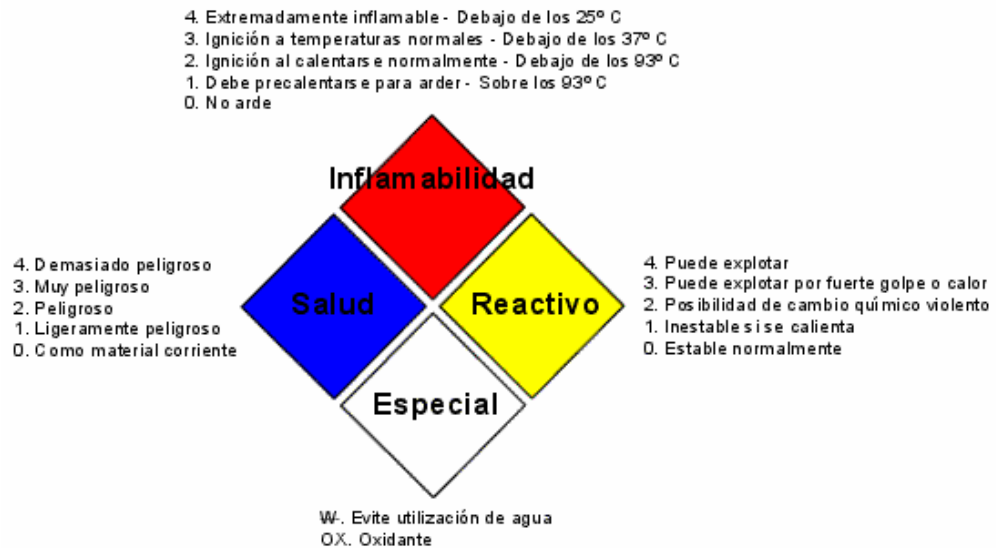 4. Extremadamente inflamable - Debajo de los 25º C
3. Ignición a temperaturas normales - Debajo de los 37º C
2. Ignición al calentarse normalmente - Debajo de los 93º C
1. Debe precalentarse para arder - Sobre los 93º C
0. No arde
Inflamabilidad
4. Demasiado peligroso
3. Muy peligroso
2. Peligroso
1. Ligeramente peligroso
0. Como material corriente
Salud
Reactivo
4. Puede explotar
3. Puede explotar por fuerte golpe o calor
2. Posibilidad de cambio químico violento
1. Inestable si se calienta
0. Estable normalmente
Especial
W-. Evite utilización de agua
OX. Oxidante